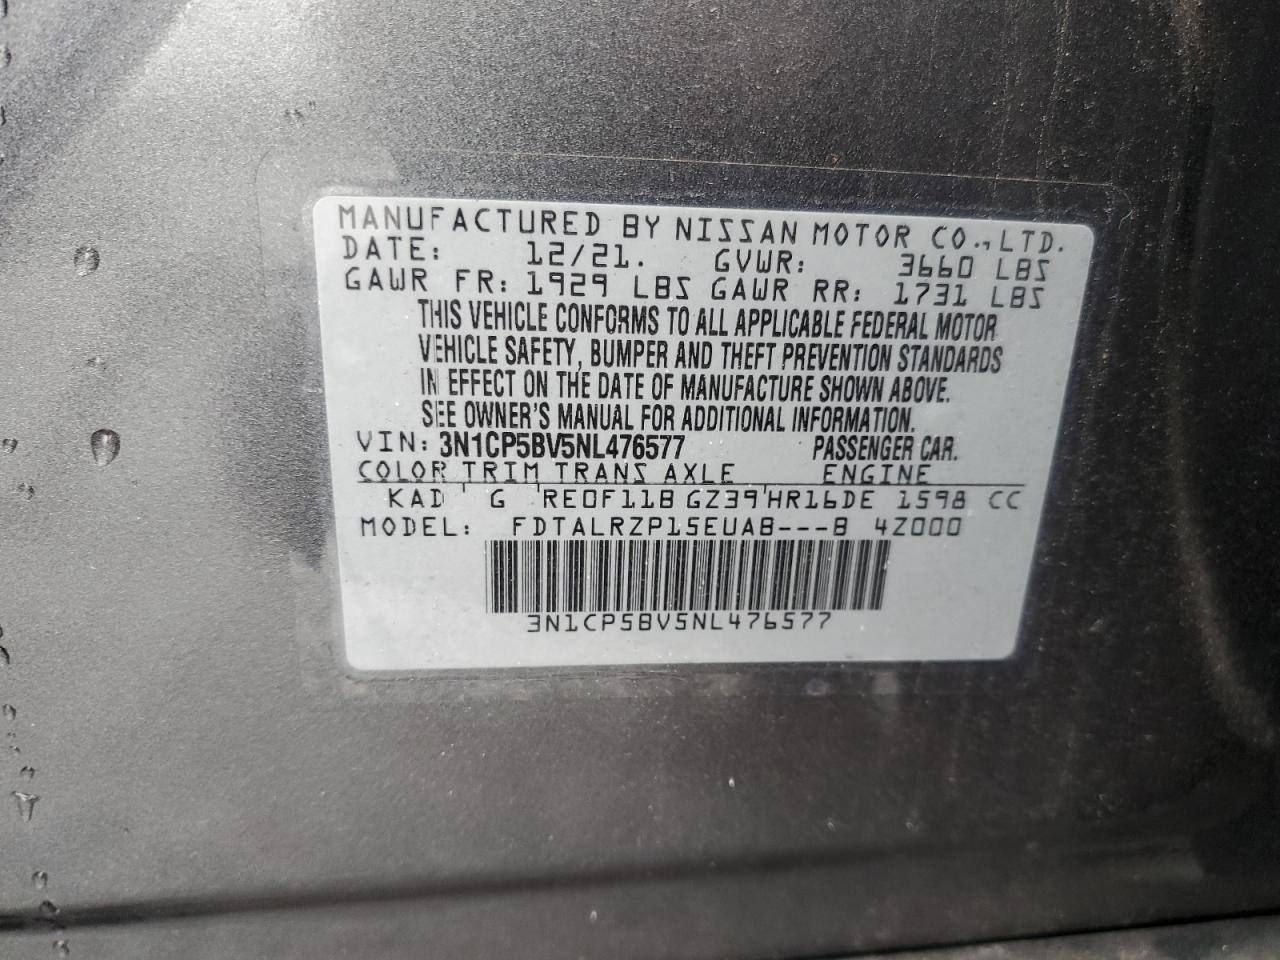 MANUFACTURED BY NISSAN MOTOR CO.,LTD.
DATE: 12/21. GVWR: 3660 LBS
GAWR FR: 1929 LBS GAWR RR: 1731 LBS
THIS VEHICLE CONFORMS TO ALL APPLICABLE FEDERAL MOTOR
VEHICLE SAFETY, BUMPER AND THEFT PREVENTION STANDARDS
IN EFFECT ON THE DATE OF MANUFACTURE SHOWN ABOVE.
SEE OWNER'S MANUAL FOR ADDITIONAL INFORMATION.
VIN: 3N1CP5BV5NL476577 PASSENGER CAR.
COLOR TRIM TRANS AXLE ENGINE
KAD G RE0F11B GZ39 HR16DE 1598 CC
MODEL: FDTALRZP15EUAB---B 4Z000
3N1CP5BV5NL476577